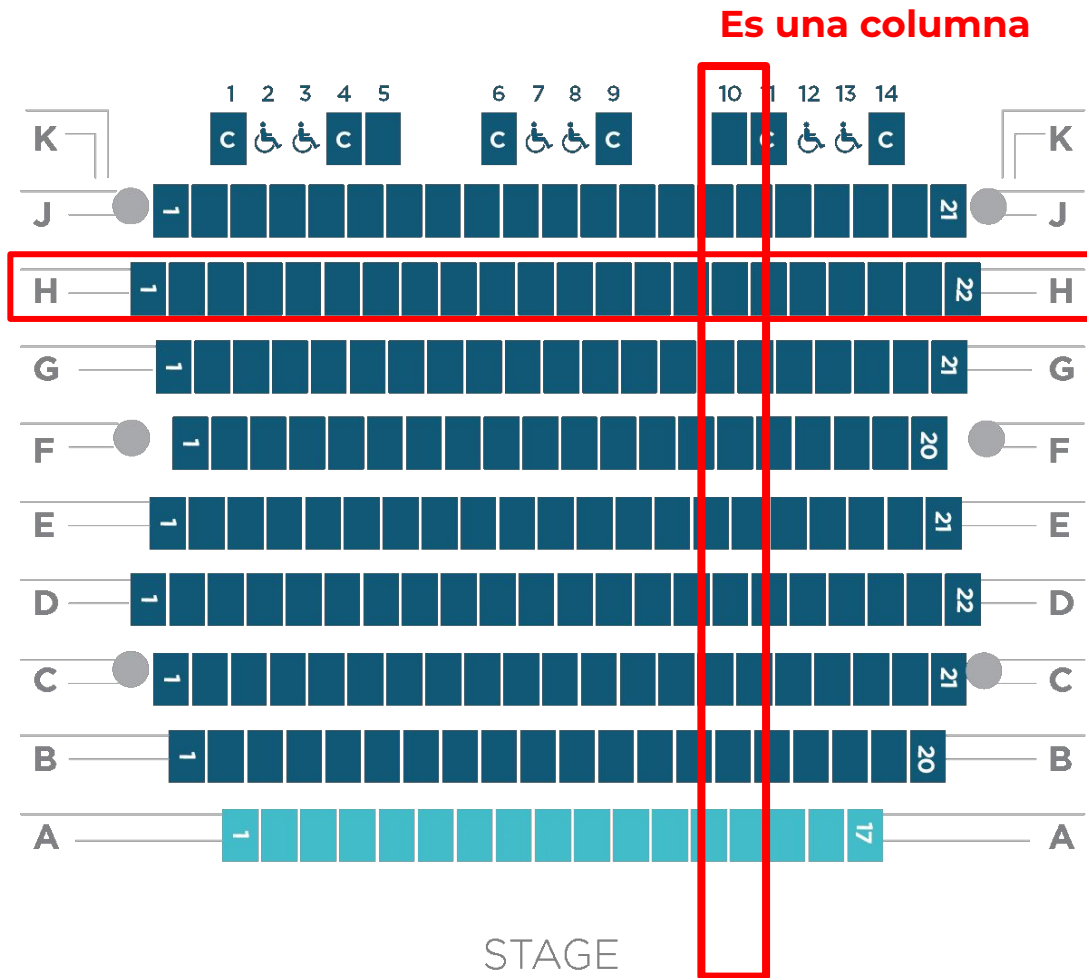 Es una columna
1 2 3 4 5 6 7 8 9 10 11 12 13 14
K C C C C C C K
J 1 21 J
H 1 22 H
G 1 21 G
F 1 20 F
E 1 21 E
D 1 22 D
C 1 21 C
B 1 20 B
A 1 17 A
STAGE